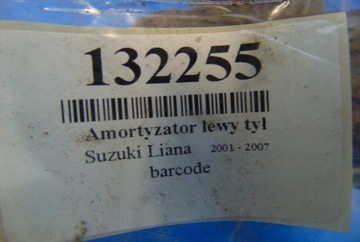 132255
Amortyzator lewy tył
Suzuki Liana 2001 - 2007
barcode